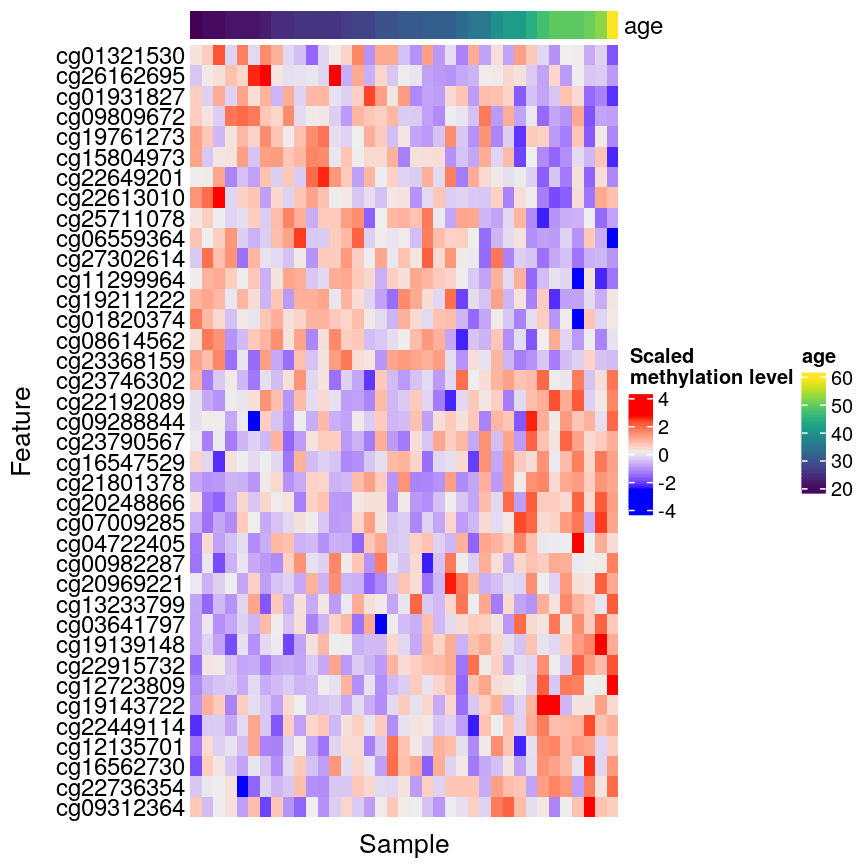 age
cg01321530
cg26162695
cg01931827
cg09809672
cg19761273
cg15804973
cg22649201
cg22613010
cg25711078
cg06559364
cg27302614
cg11299964
cg19211222
cg01820374
cg08614562
cg23368159
cg23746302
cg22192089
cg09288844
cg23790567
cg16547529
cg21801378
cg20248866
cg07009285
cg04722405
cg00982287
cg20969221
cg13233799
cg03641797
cg19139148
cg22915732
cg12723809
cg19143722
cg22449114
cg12135701
cg16562730
cg22736354
cg09312364
Feature
Sample
Scaled
methylation level
4
2
0
-2
-4
age
60
50
40
30
20